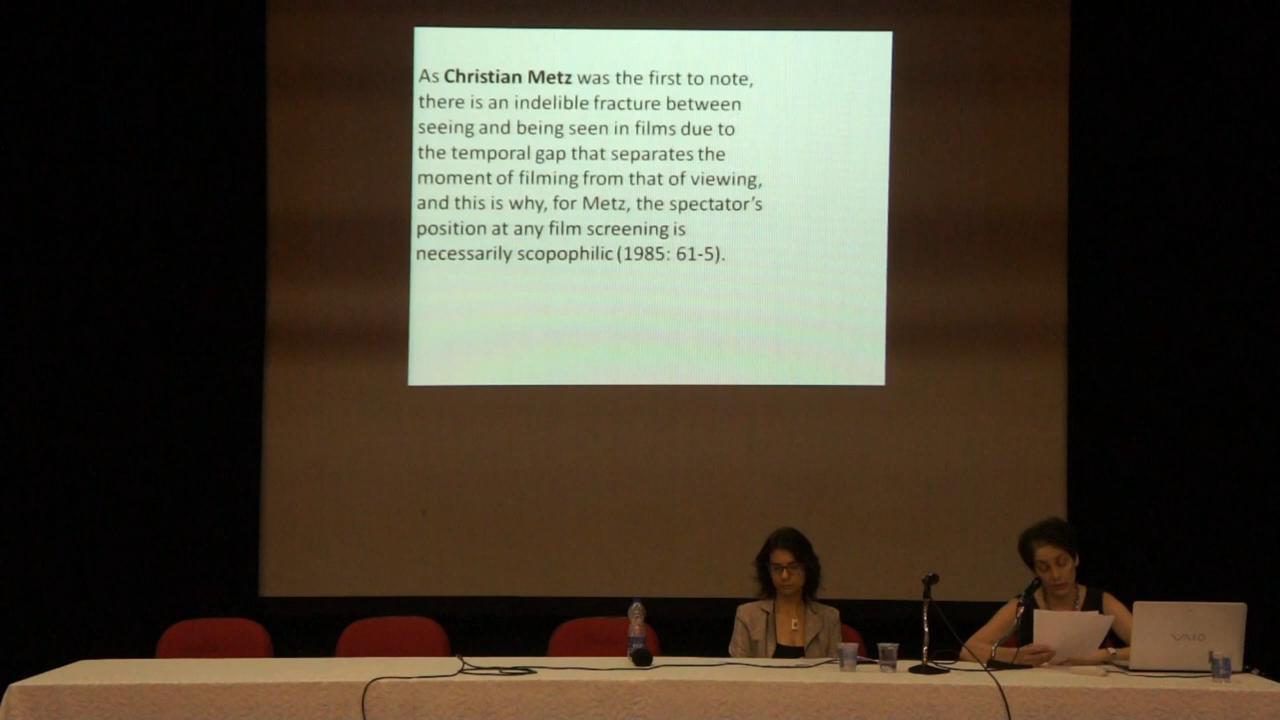 As Christian Metz was the first to note,
there is an indelible fracture between
seeing and being seen in films due to
the temporal gap that separates the
moment of filming from that of viewing,
and this is why, for Metz, the spectator's
position at any film screening is
necessarily scopophilic (1985: 61-5).
VAIO